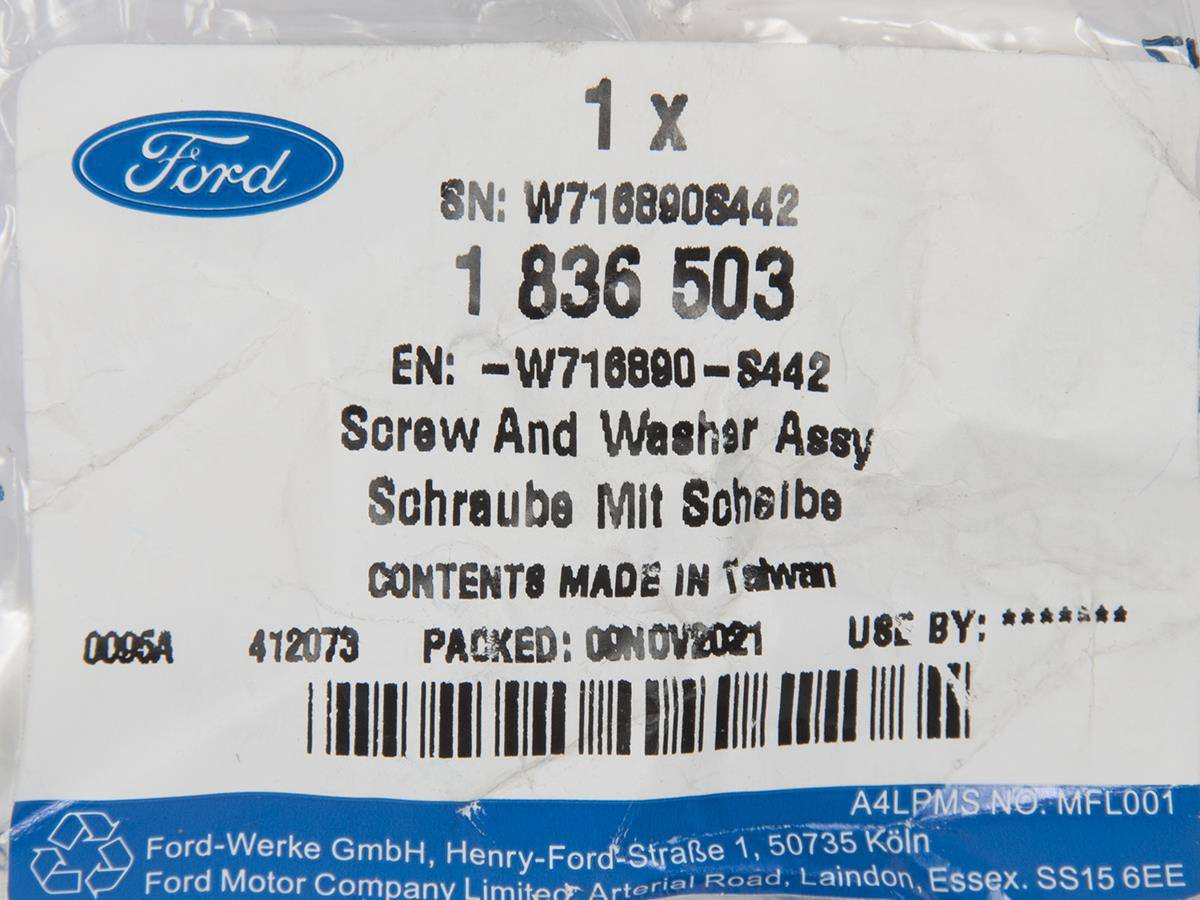 Ford
1 x
SN: W716890S442
1 836 503
EN: -W716890-S442
Screw And Washer Assy
Schraube Mit Scheibe
CONTENTS MADE IN Taiwan
0095A 412073 PACKED: 09NOV2021 USE BY: *******
A4LPMS NO. MFL001
Ford-Werke GmbH, Henry-Ford-Straße 1, 50735 Köln
Ford Motor Company Limited, Arterial Road, Laindon, Essex. SS15 6EE